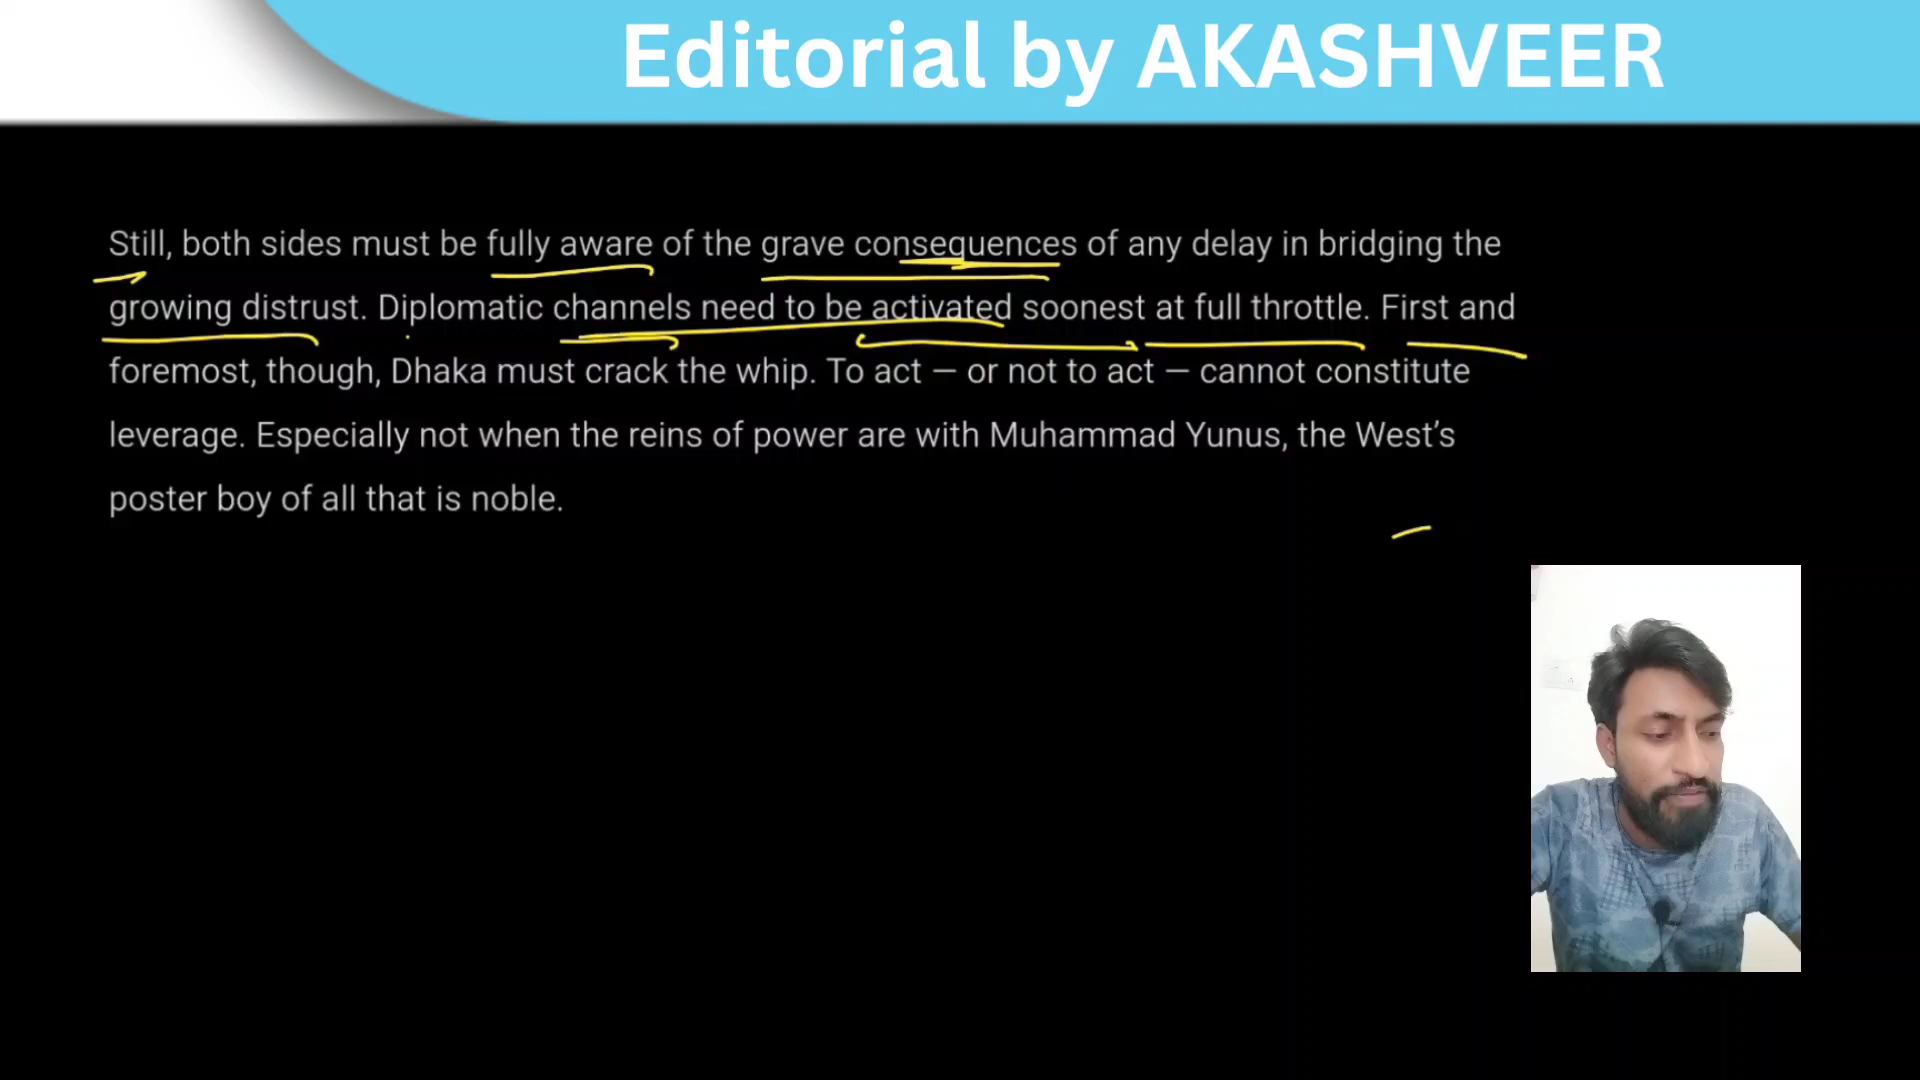 Editorial by AKASHVEER
Still, both sides must be fully aware of the grave consequences of any delay in bridging the
growing distrust. Diplomatic channels need to be activated soonest at full throttle. First and
foremost, though, Dhaka must crack the whip. To act — or not to act — cannot constitute
leverage. Especially not when the reins of power are with Muhammad Yunus, the West’s
poster boy of all that is noble.